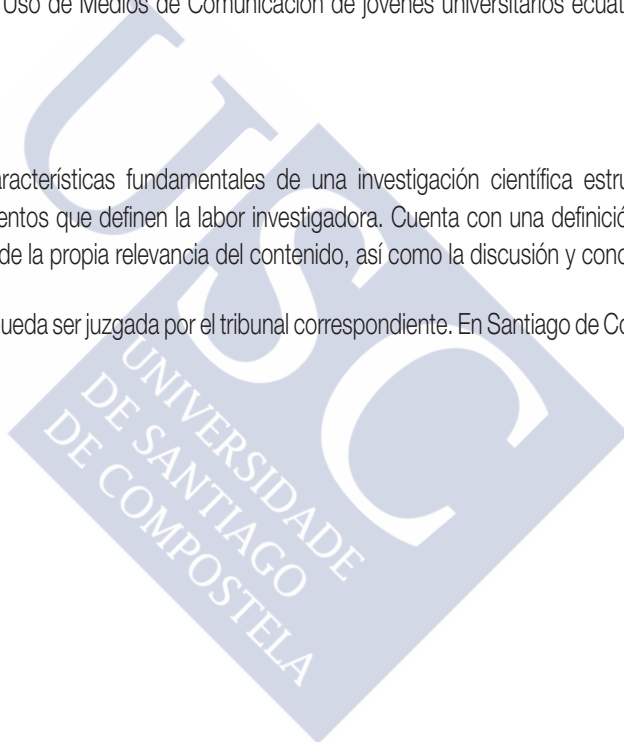 Uso de Medios de Comunicación de jóvenes universitarios ecuat
aracterísticas fundamentales de una investigación científica estru
entos que definen la labor investigadora. Cuenta con una definició
de la propia relevancia del contenido, así como la discusión y conc
ueda ser juzgada por el tribunal correspondiente. En Santiago de Co
USC
UNIVERSIDADE
DE SANTIAGO
DE COMPOSTELA